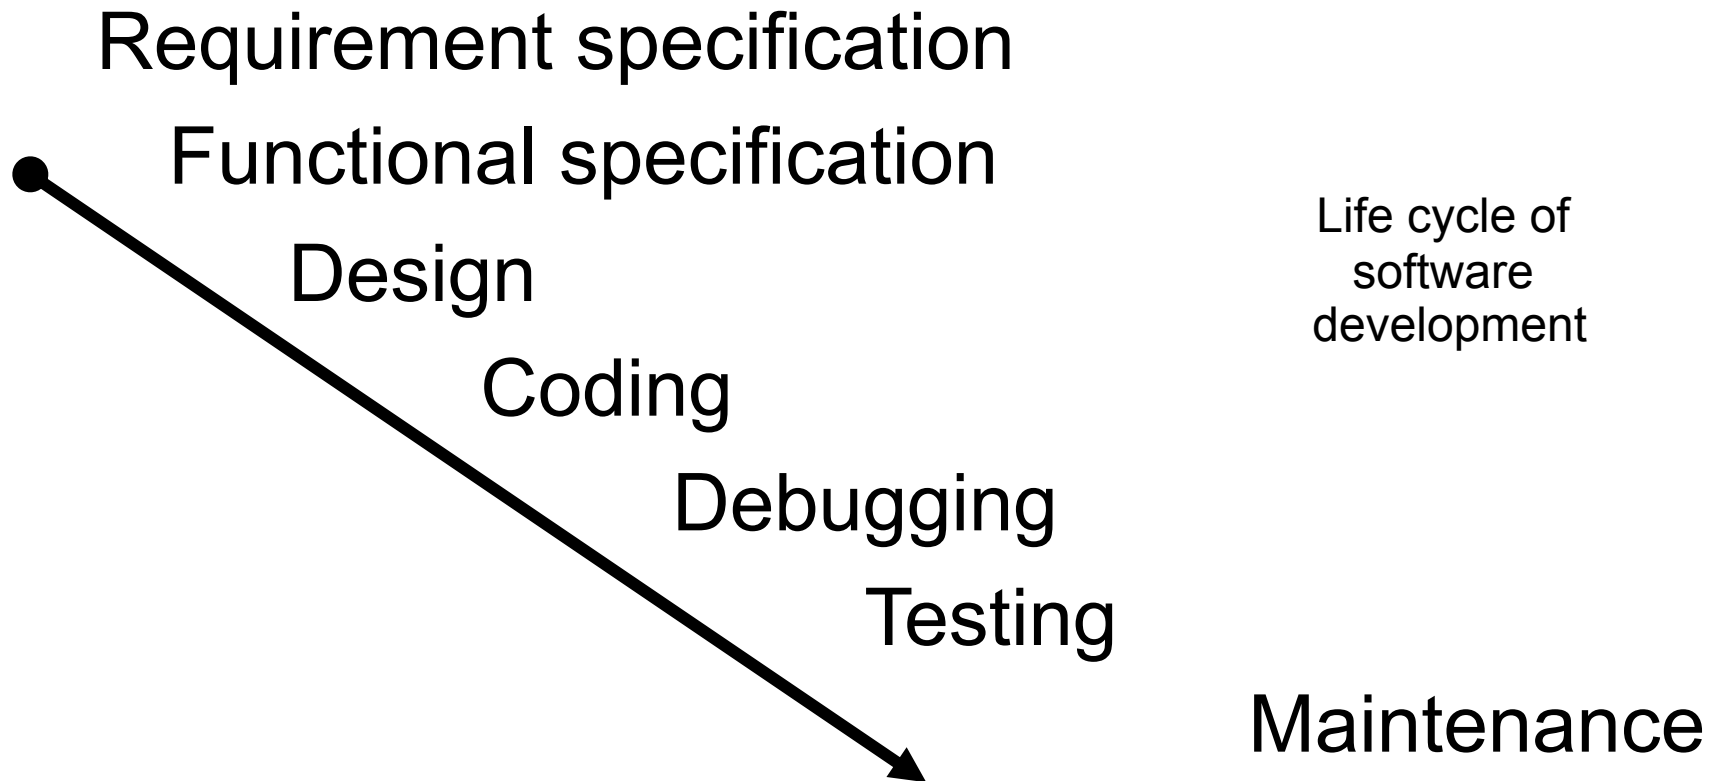 Requirement specification
Functional specification
Design
Coding
Debugging
Testing
Maintenance
Life cycle of
software
development